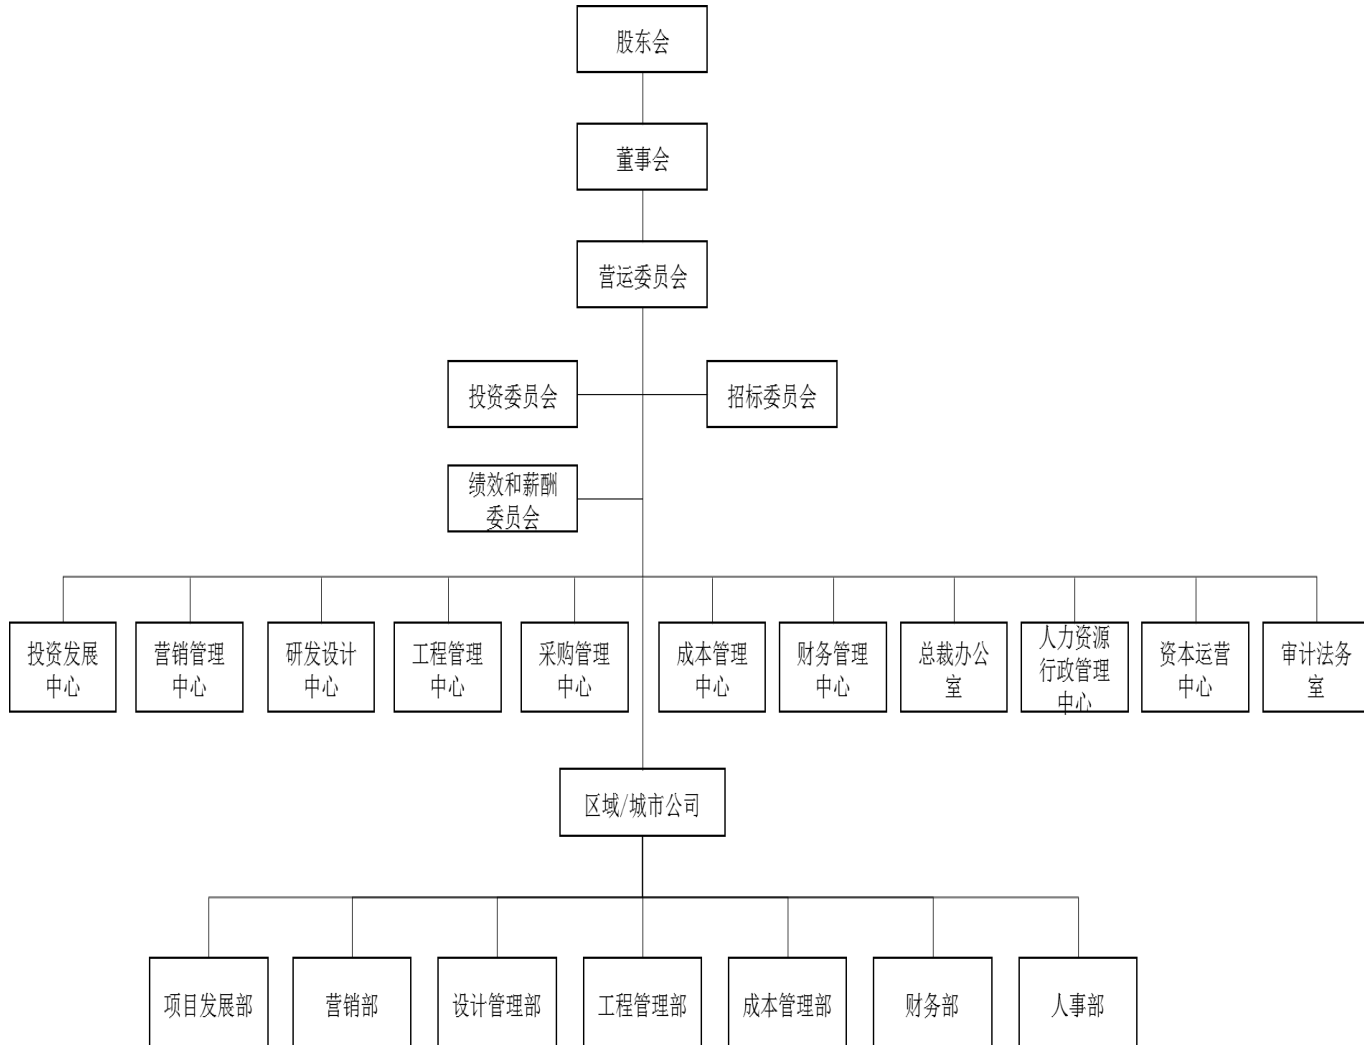 股东会
董事会
营运委员会
投资委员会
招标委员会
绩效和薪酬
委员会
投资发展
中心
营销管理
中心
研发设计
中心
工程管理
中心
采购管理
中心
成本管理
中心
财务管理
中心
总裁办公
室
人力资源
行政管理
中心
资本运营
中心
审计法务
室
区域/城市公司
项目发展部
营销部
设计管理部
工程管理部
成本管理部
财务部
人事部